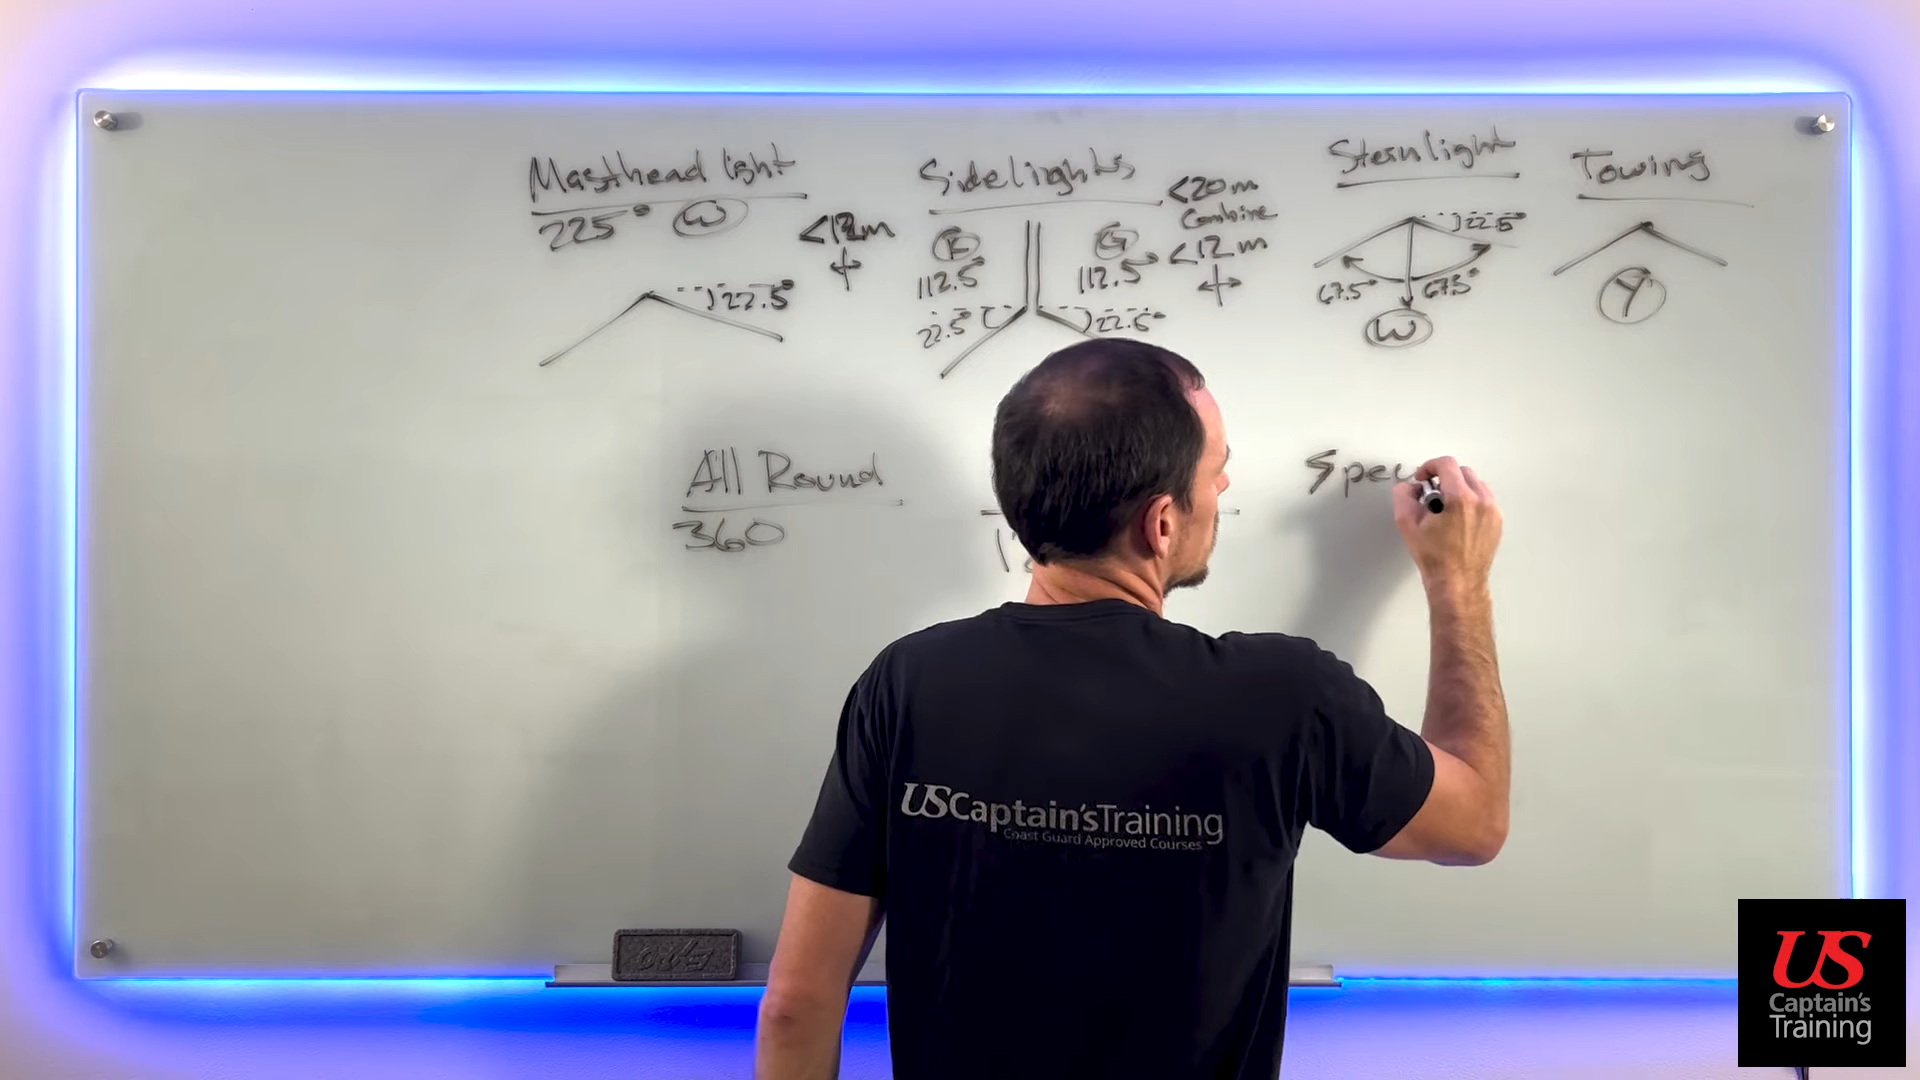 Masthead light
225° W
<12m
22.5°
Sidelights
<20m
Combine
<12m
R
G
112.5°
112.5°
22.5°
22.5°
Sternlight
22.5°
67.5°
67.5°
W
Towing
Y
All Round
360
Spec
USCaptain'sTraining
Coast Guard Approved Courses
US
Captain's
Training